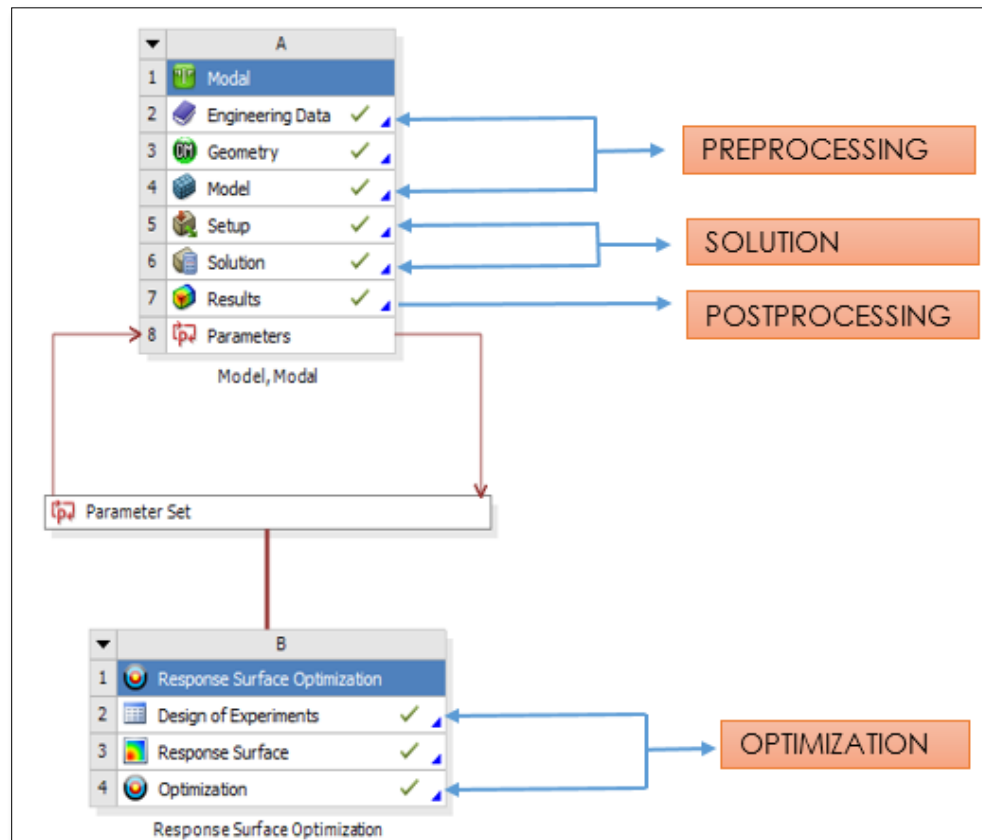 A
1 Modal
2 Engineering Data
3 Geometry
4 Model
5 Setup
6 Solution
7 Results
8 Parameters
Model, Modal
PREPROCESSING
SOLUTION
POSTPROCESSING
Parameter Set
B
1 Response Surface Optimization
2 Design of Experiments
3 Response Surface
4 Optimization
Response Surface Optimization
OPTIMIZATION